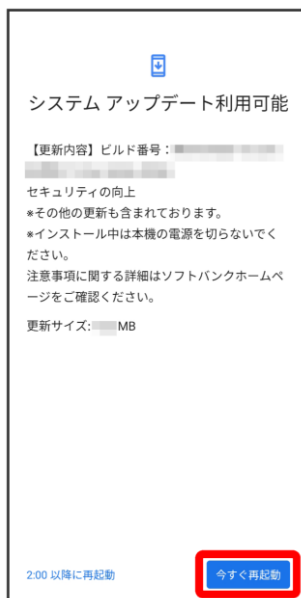 システム アップデート利用可能
【更新内容】ビルド番号：
セキュリティの向上
*その他の更新も含まれております。
*インストール中は本機の電源を切らないでく
ださい。
注意事項に関する詳細はソフトバンクホームペ
ージをご確認ください。
更新サイズ: MB
2:00 以降に再起動
今すぐ再起動